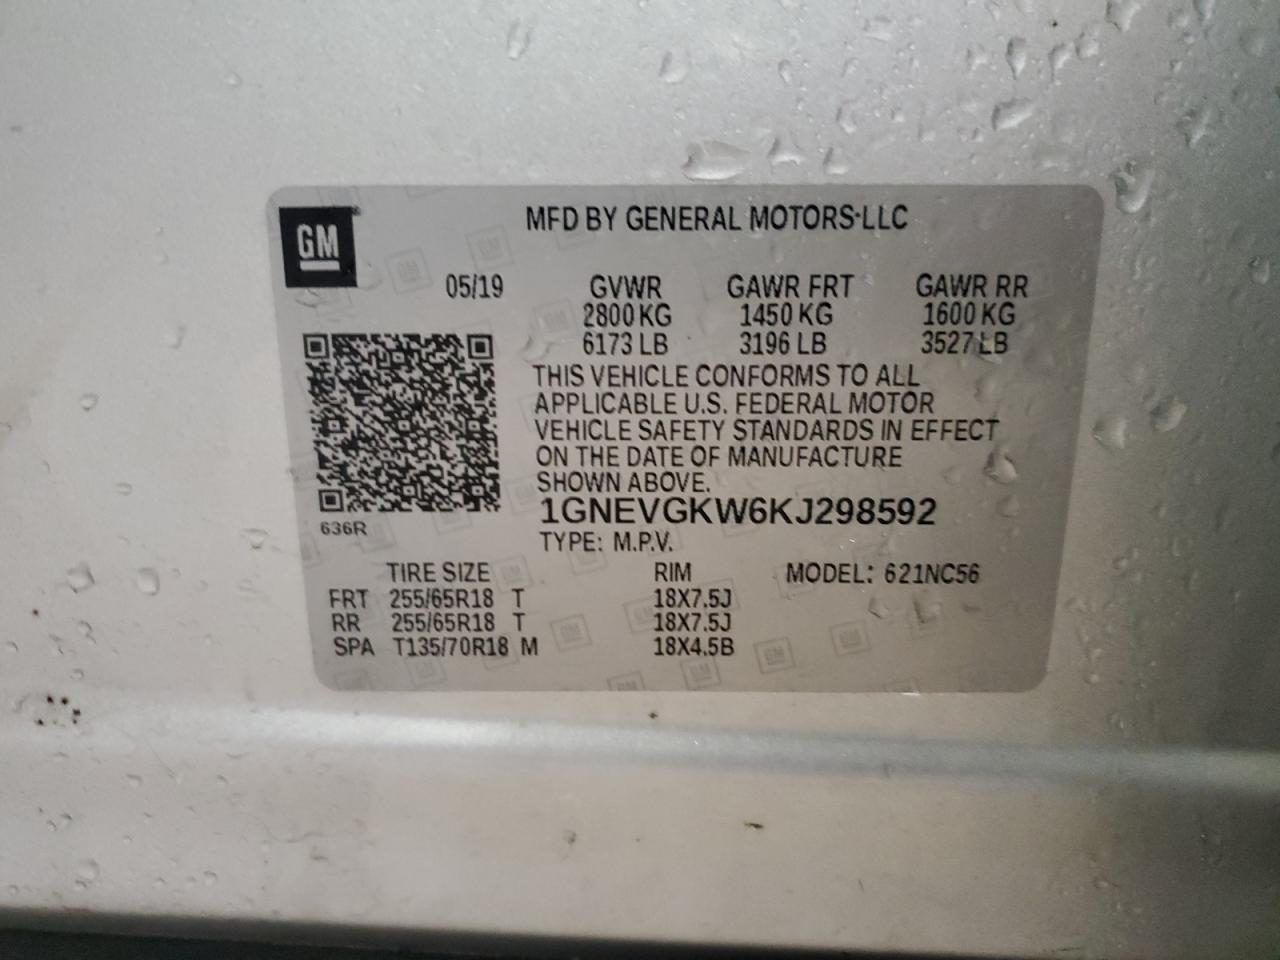 GM
MFD BY GENERAL MOTORS LLC
05/19 GVWR GAWR FRT GAWR RR
2800 KG 1450 KG 1600 KG
6173 LB 3196 LB 3527 LB
THIS VEHICLE CONFORMS TO ALL
APPLICABLE U.S. FEDERAL MOTOR
VEHICLE SAFETY STANDARDS IN EFFECT
ON THE DATE OF MANUFACTURE
SHOWN ABOVE.
1GNEVGKW6KJ298592
636R
TYPE: M.P.V.
TIRE SIZE RIM MODEL: 621NC56
FRT 255/65R18 T 18X7.5J
RR 255/65R18 T 18X7.5J
SPA T135/70R18 M 18X4.5B